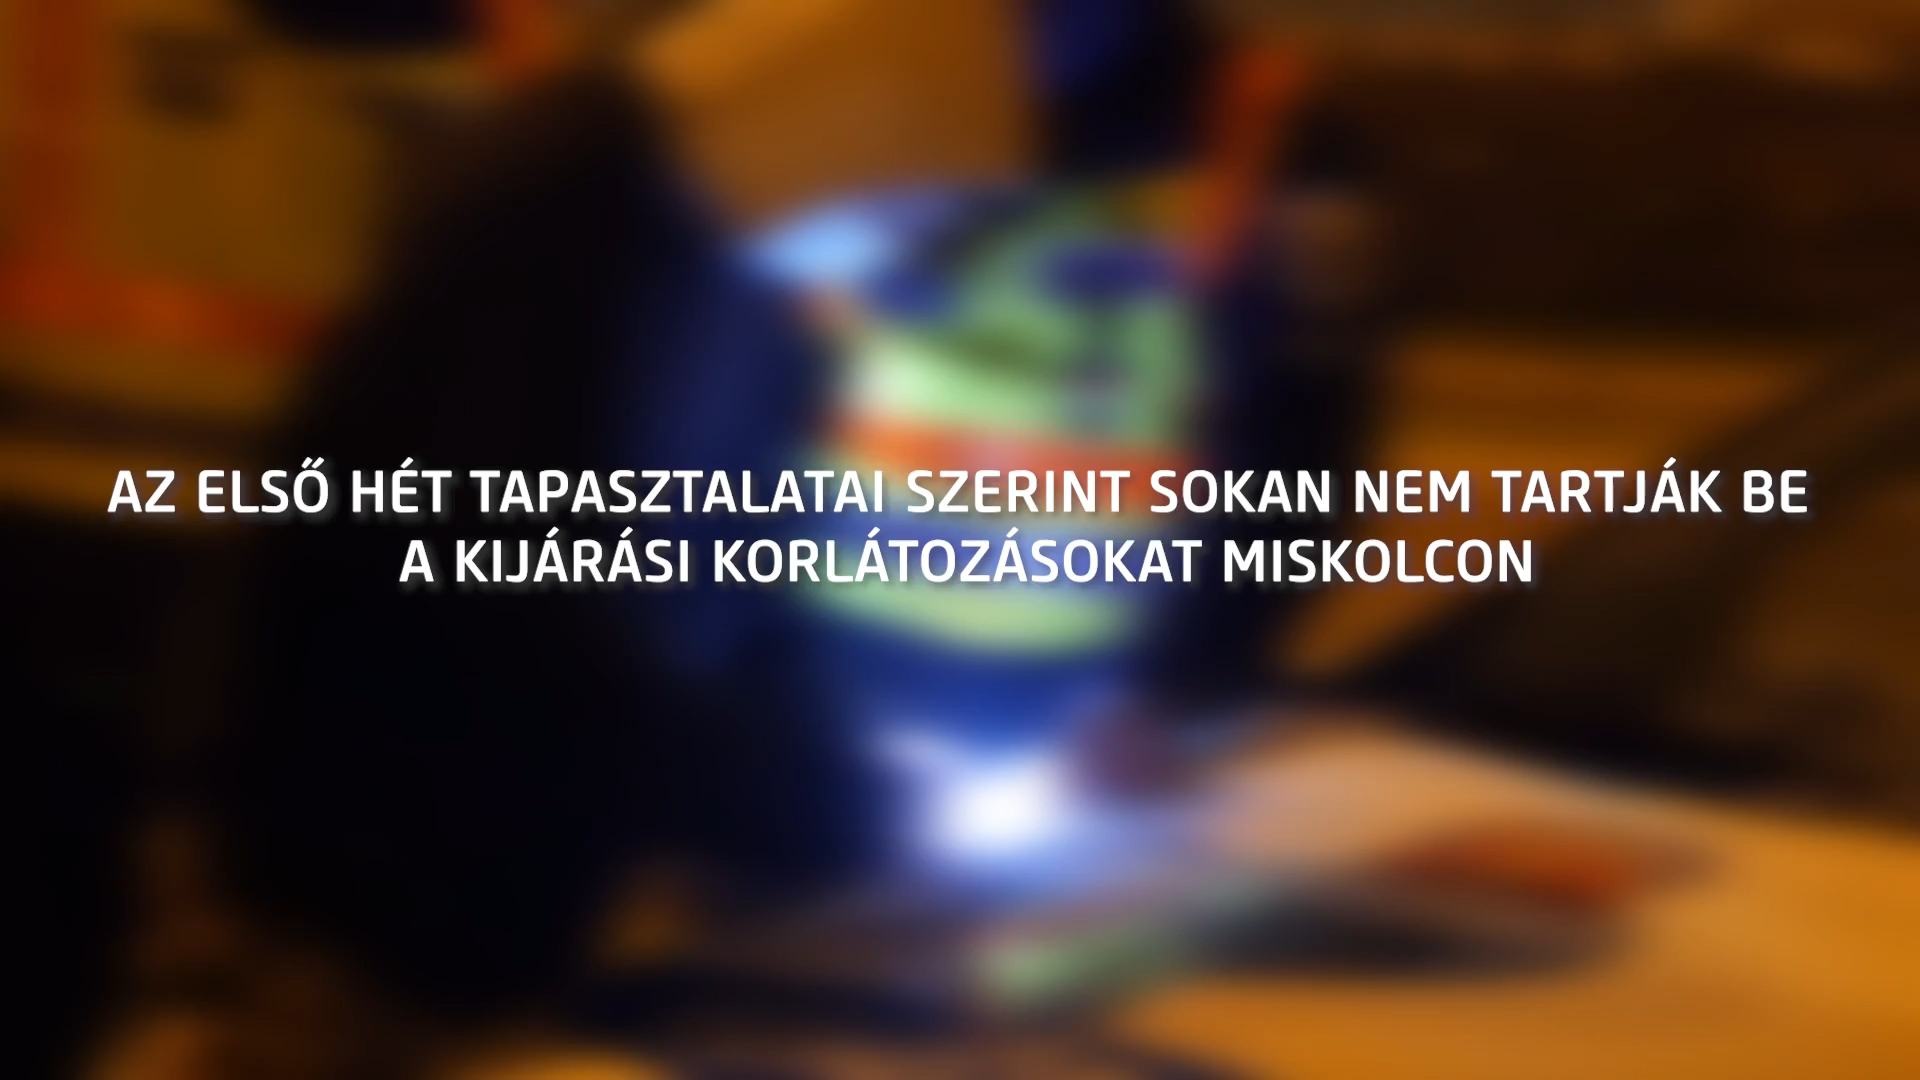 AZ ELSŐ HÉT TAPASZTALATAI SZERINT SOKAN NEM TARTJÁK BE
A KIJÁRÁSI KORLÁTOZÁSOKAT MISKOLCON